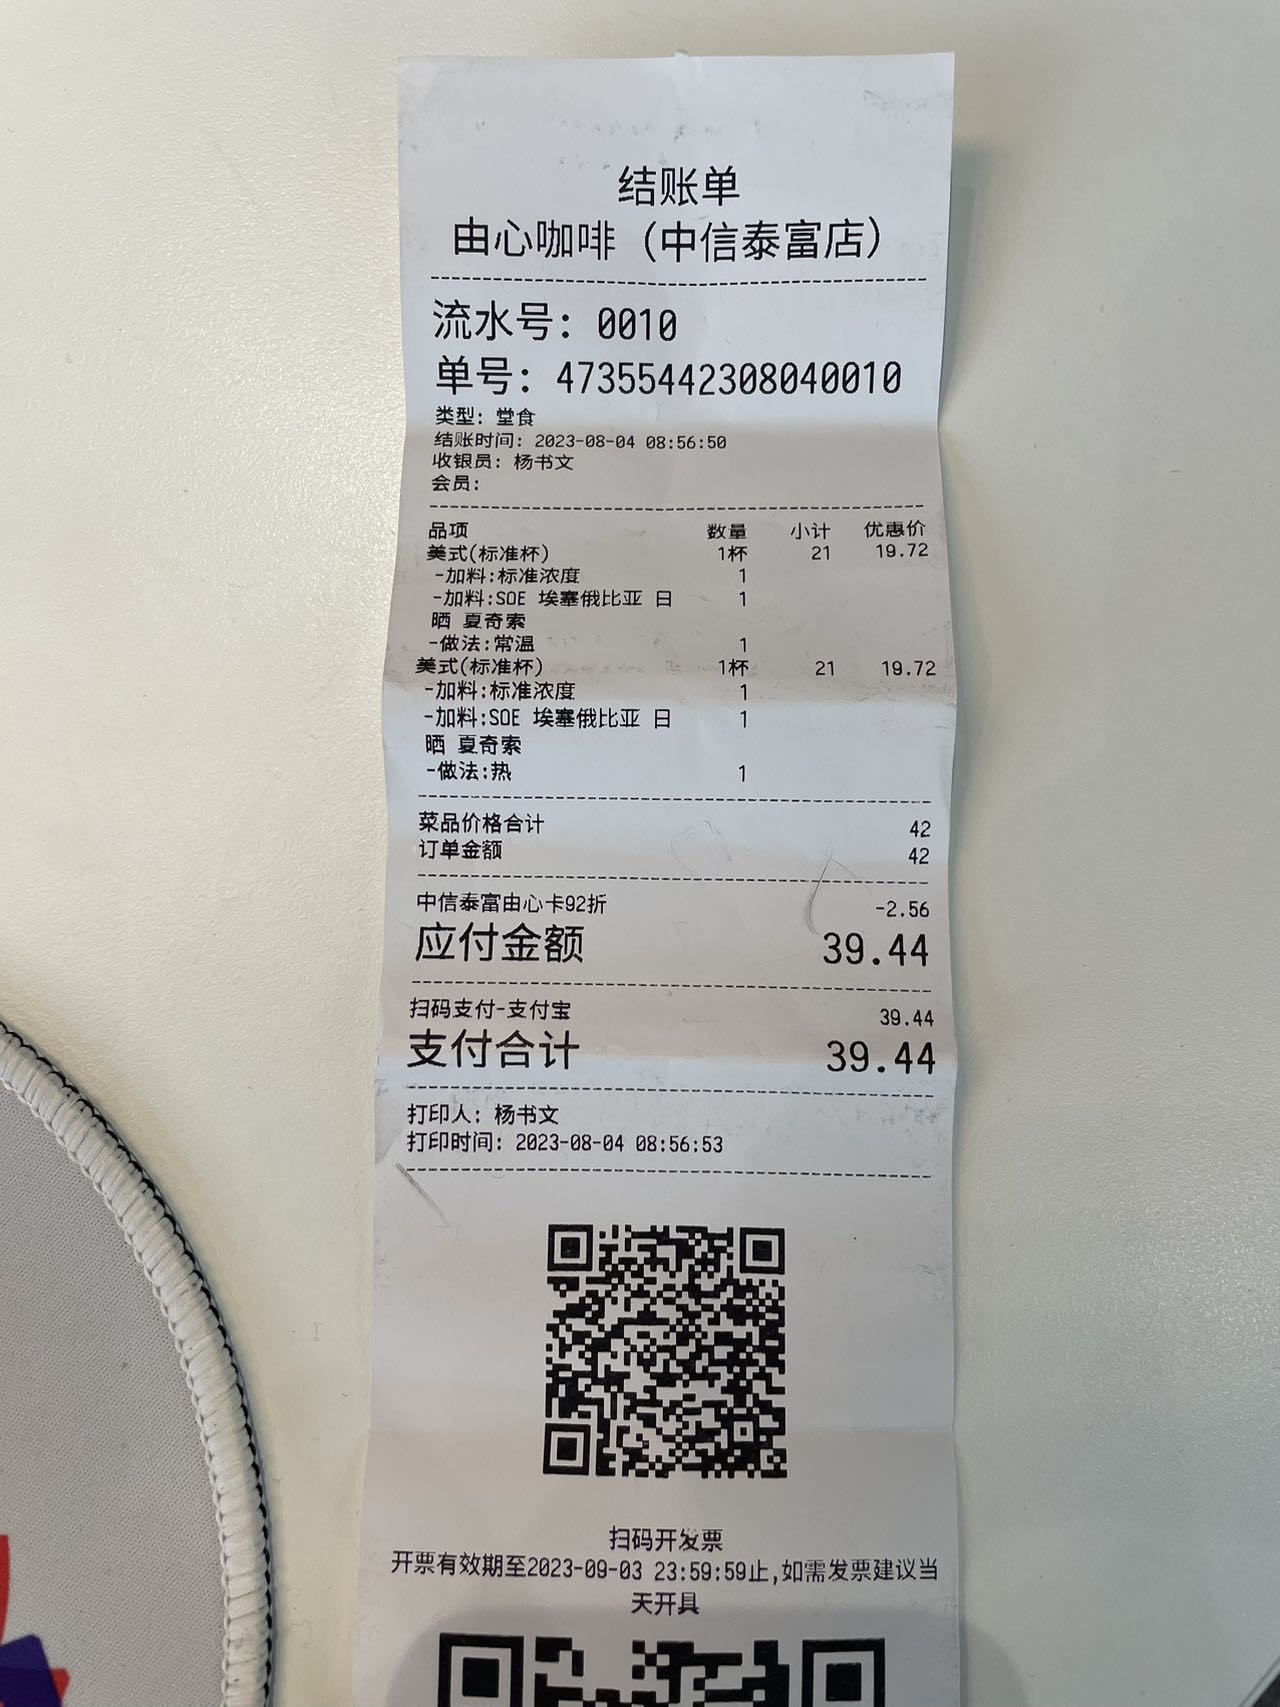 结账单
由心咖啡（中信泰富店）
流水号：0010
单号：47355442308040010
类型：堂食
结账时间：2023-08-04 08:56:50
收银员：杨书文
会员：
品项 数量 小计 优惠价
美式(标准杯) 1杯 21 19.72
-加料:标准浓度 1
-加料:SOE 埃塞俄比亚 日 1
晒 夏奇索
-做法:常温 1
美式(标准杯) 1杯 21 19.72
-加料:标准浓度 1
-加料:SOE 埃塞俄比亚 日 1
晒 夏奇索
-做法:热 1
菜品价格合计 42
订单金额 42
中信泰富由心卡92折 -2.56
应付金额 39.44
扫码支付-支付宝 39.44
支付合计 39.44
打印人：杨书文
打印时间：2023-08-04 08:56:53
扫码开发票
开票有效期至2023-09-03 23:59:59止,如需发票建议当
天开具